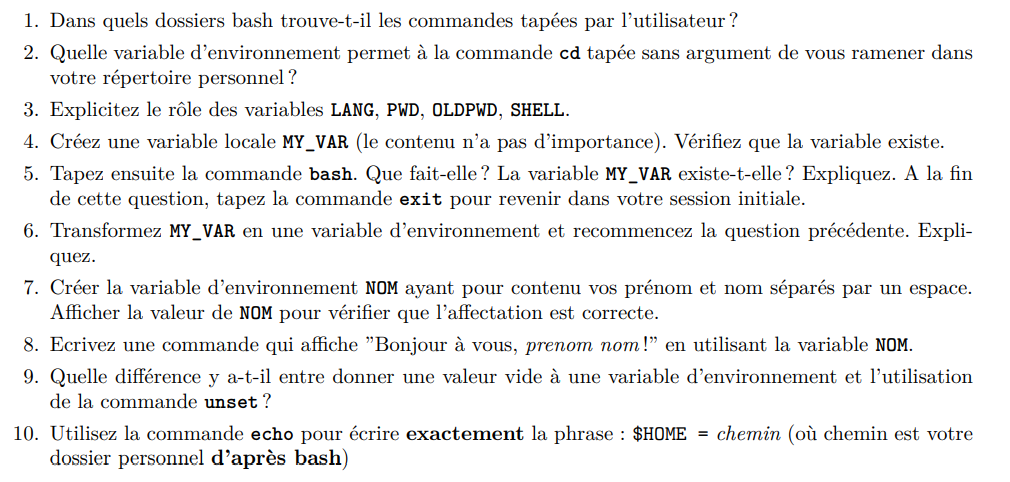 1. Dans quels dossiers bash trouve-t-il les commandes tapées par l'utilisateur ?
2. Quelle variable d'environnement permet à la commande cd tapée sans argument de vous ramener dans
votre répertoire personnel ?
3. Explicitez le rôle des variables LANG, PWD, OLDPWD, SHELL.
4. Créez une variable locale MY_VAR (le contenu n'a pas d'importance). Vérifiez que la variable existe.
5. Tapez ensuite la commande bash. Que fait-elle ? La variable MY_VAR existe-t-elle ? Expliquez. A la fin
de cette question, tapez la commande exit pour revenir dans votre session initiale.
6. Transformez MY_VAR en une variable d'environnement et recommencez la question précédente. Expli-
quez.
7. Créer la variable d'environnement NOM ayant pour contenu vos prénom et nom séparés par un espace.
Afficher la valeur de NOM pour vérifier que l'affectation est correcte.
8. Ecrivez une commande qui affiche "Bonjour à vous, prenom nom !" en utilisant la variable NOM.
9. Quelle différence y a-t-il entre donner une valeur vide à une variable d'environnement et l'utilisation
de la commande unset ?
10. Utilisez la commande echo pour écrire exactement la phrase : $HOME = chemin (où chemin est votre
dossier personnel d'après bash)